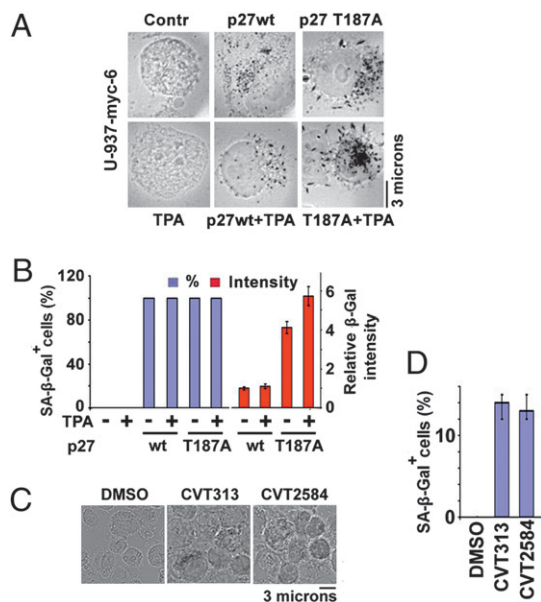 A
Contr p27wt p27 T187A
U-937-myc-6
TPA p27wt+TPA T187A+TPA
3 microns
B
% Intensity
SA-β-Gal+ cells (%)
120
80
40
0
Relative β-Gal intensity
6
4
2
0
TPA - + - + - + - + - +
p27 wt T187A wt T187A
C
DMSO CVT313 CVT2584
3 microns
D
SA-β-Gal+ cells (%)
10
0
DMSO
CVT313
CVT2584